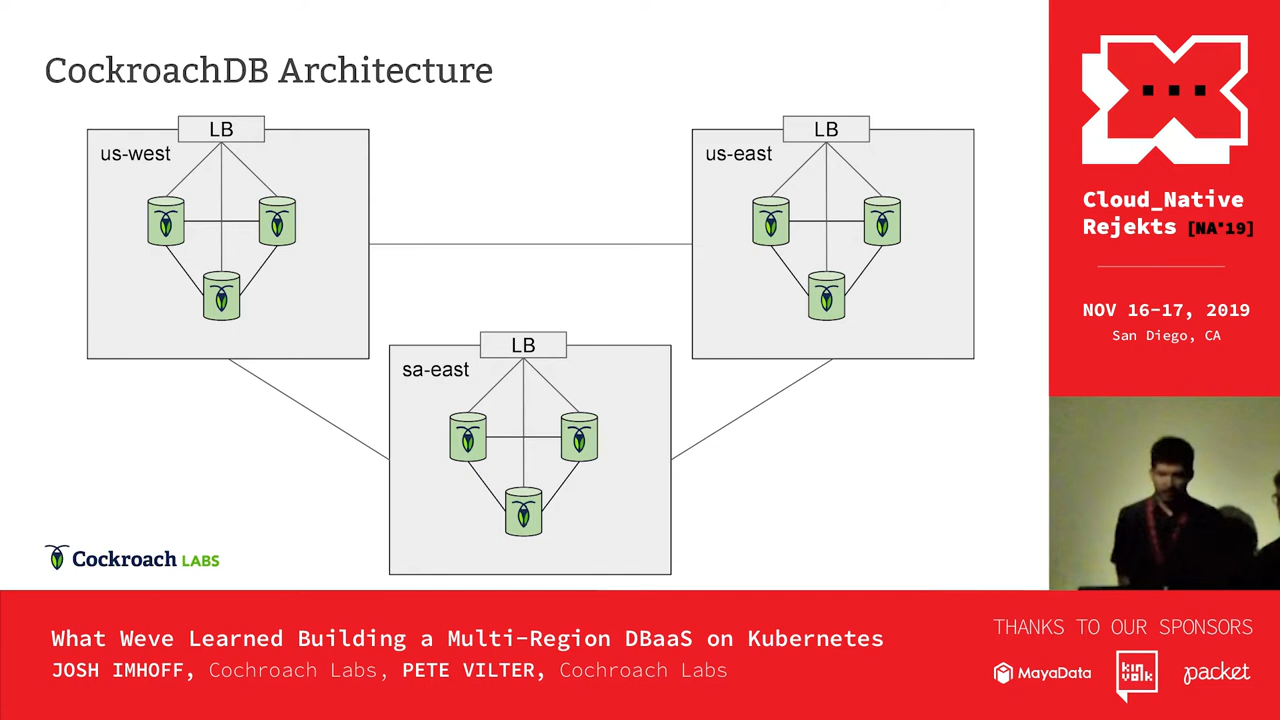 CockroachDB Architecture
LB
us-west
LB
us-east
LB
sa-east
Cockroach LABS
Cloud_Native
Rejekts [NA'19]
NOV 16-17, 2019
San Diego, CA
What Weve Learned Building a Multi-Region DBaaS on Kubernetes
JOSH IMHOFF, Cochroach Labs, PETE VILTER, Cochroach Labs
THANKS TO OUR SPONSORS
MayaData
kinvolk
packet